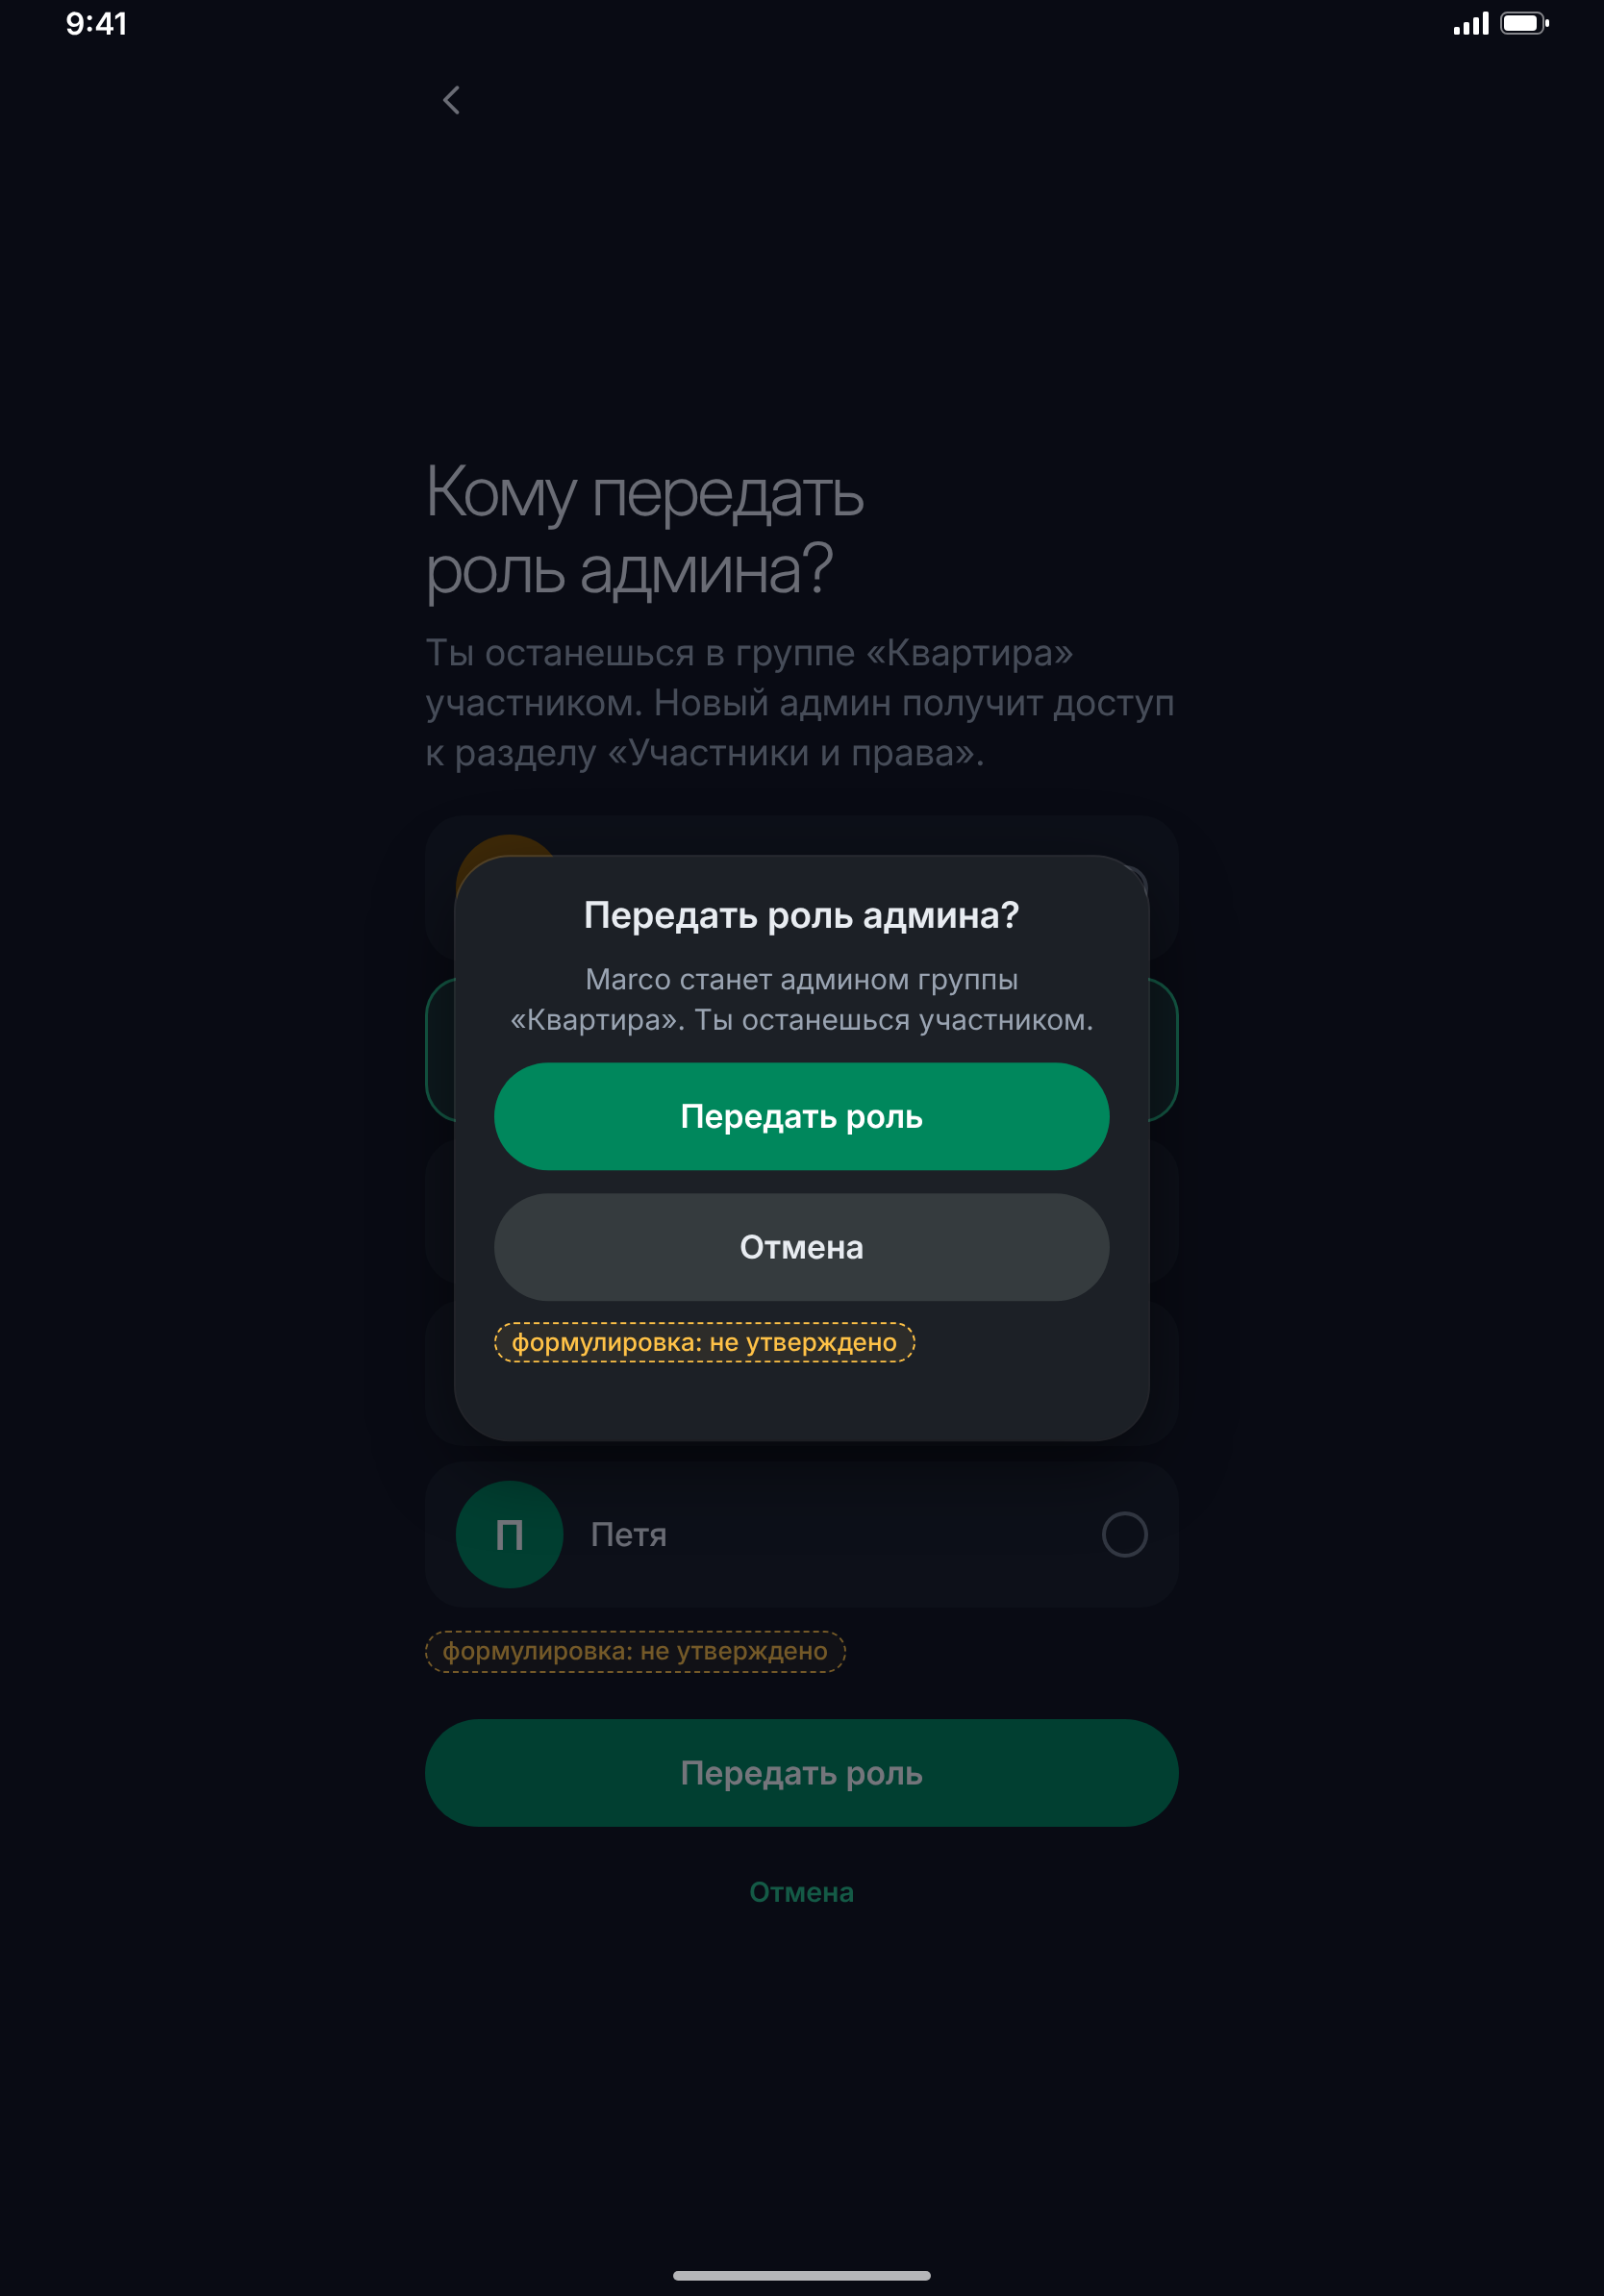 9:41
Кому передать
роль админа?
Ты останешься в группе «Квартира»
участником. Новый админ получит доступ
к разделу «Участники и права».
Передать роль админа?
Marco станет админом группы
«Квартира». Ты останешься участником.
Передать роль
Отмена
формулировка: не утверждено
П
Петя
формулировка: не утверждено
Передать роль
Отмена